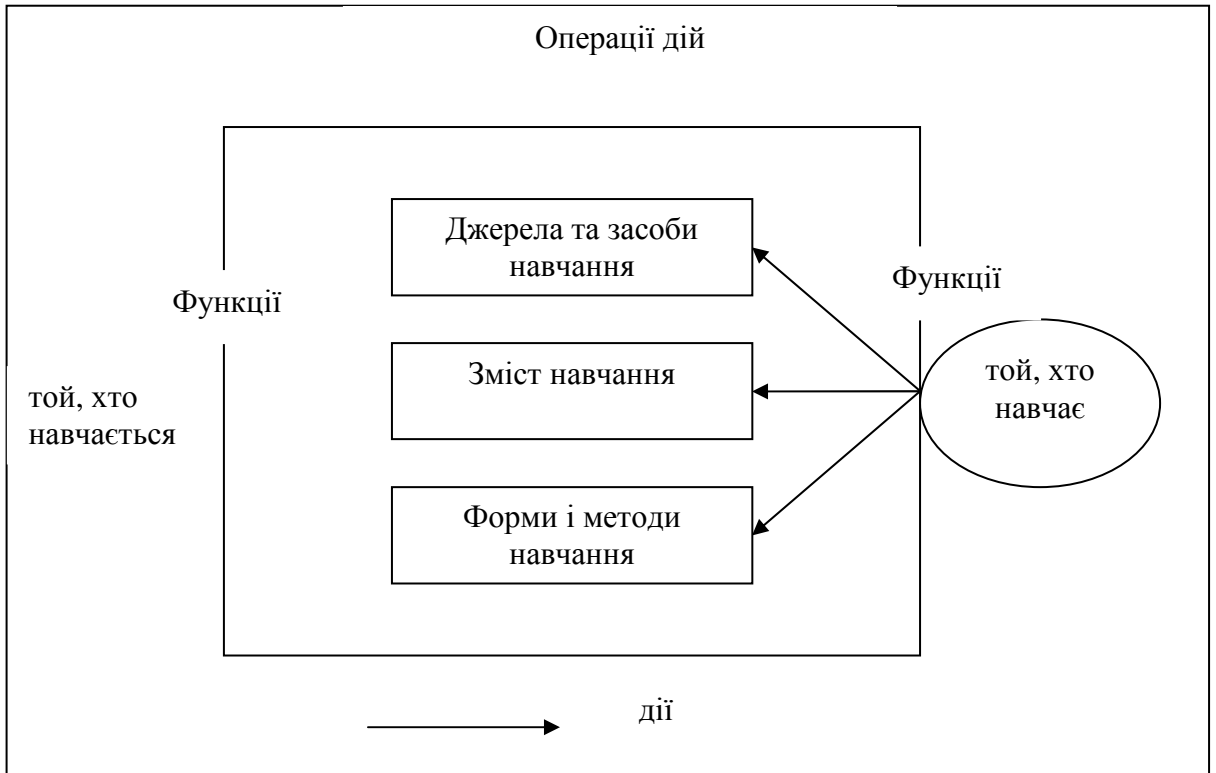 Операції дій
Джерела та засоби
навчання
Функції
Функції
Зміст навчання
той, хто
навчає
той, хто
навчається
Форми і методи
навчання
дії